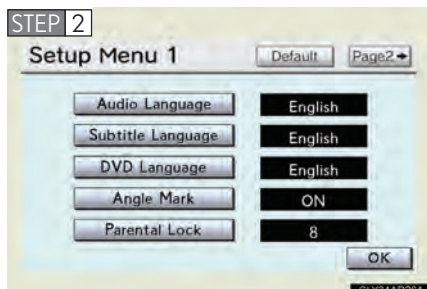 STEP 2
Setup Menu 1 Default Page2➔
Audio Language English
Subtitle Language English
DVD Language English
Angle Mark ON
Parental Lock 8
OK